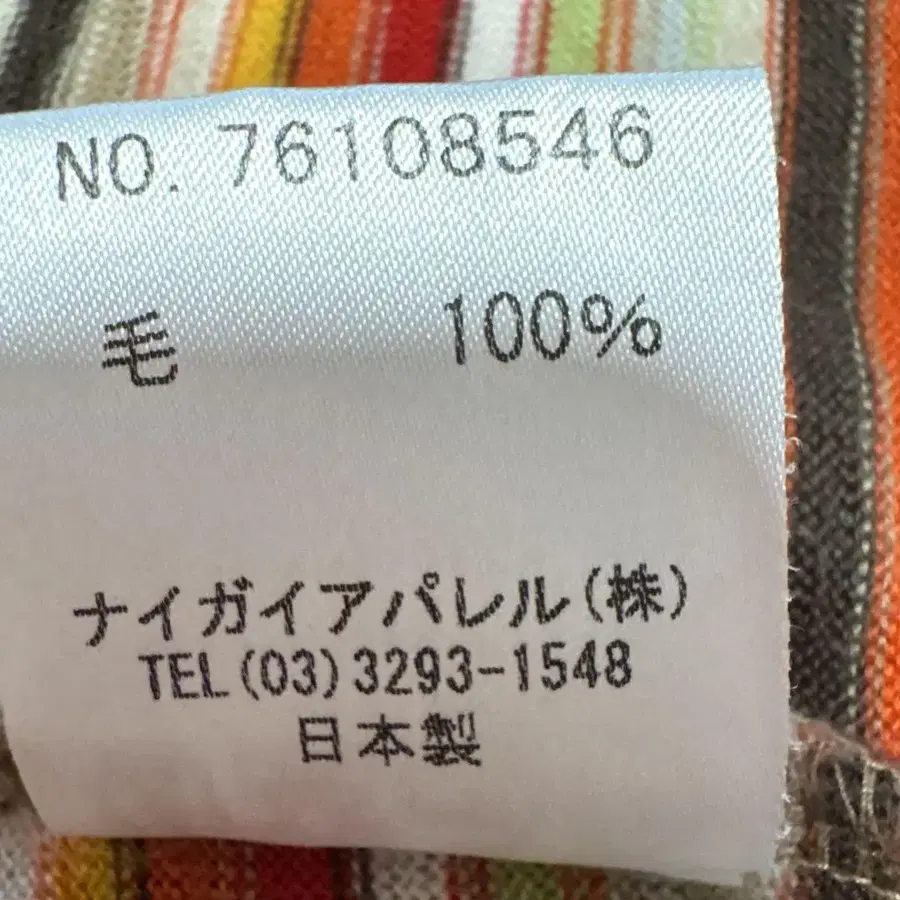 NO. 76108546
毛 100%
ナイガイアパレル(株)
TEL(03)3293-1548
日本製